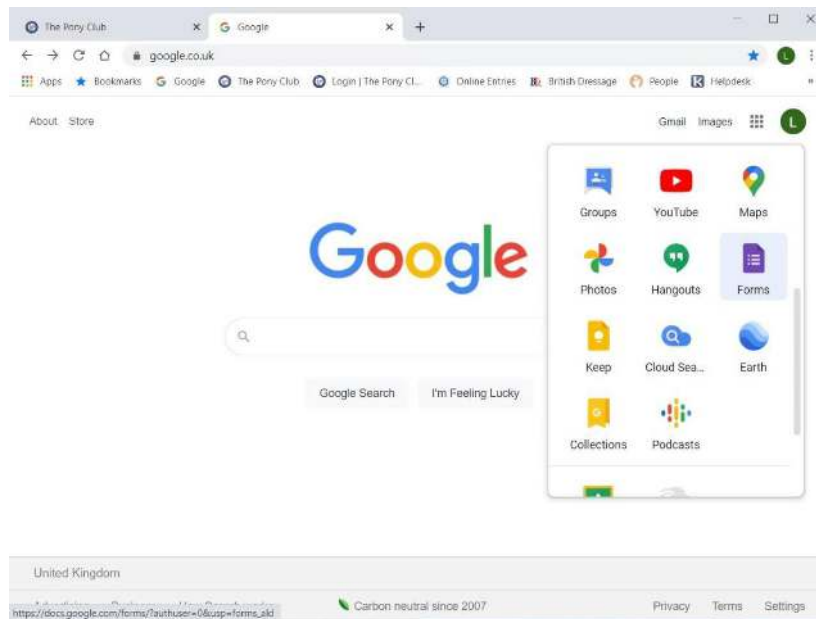 The Pony Club
Google
google.co.uk
Apps Bookmarks Google The Pony Club Login | The Pony Cl... Online Entries British Dressage People Helpdesk
About Store
Gmail Images L
Groups YouTube Maps
Google
Photos Hangouts Forms
Keep Cloud Sea... Earth
Google Search I'm Feeling Lucky
Collections Podcasts
United Kingdom
https://docs.google.com/forms/?authuser=0&usp=forms_ald
Carbon neutral since 2007
Privacy Terms Settings